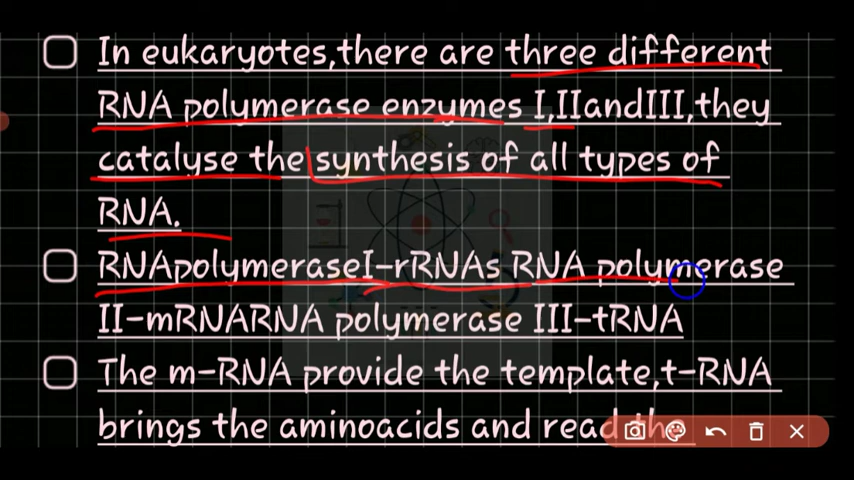 In eukaryotes,there are three different
RNA polymerase enzymes I,IIandIII,they
catalyse the synthesis of all types of
RNA.
RNApolymeraseI-rRNAs RNA polymerase
II-mRNARNA polymerase III-tRNA
The m-RNA provide the template,t-RNA
brings the aminoacids and read